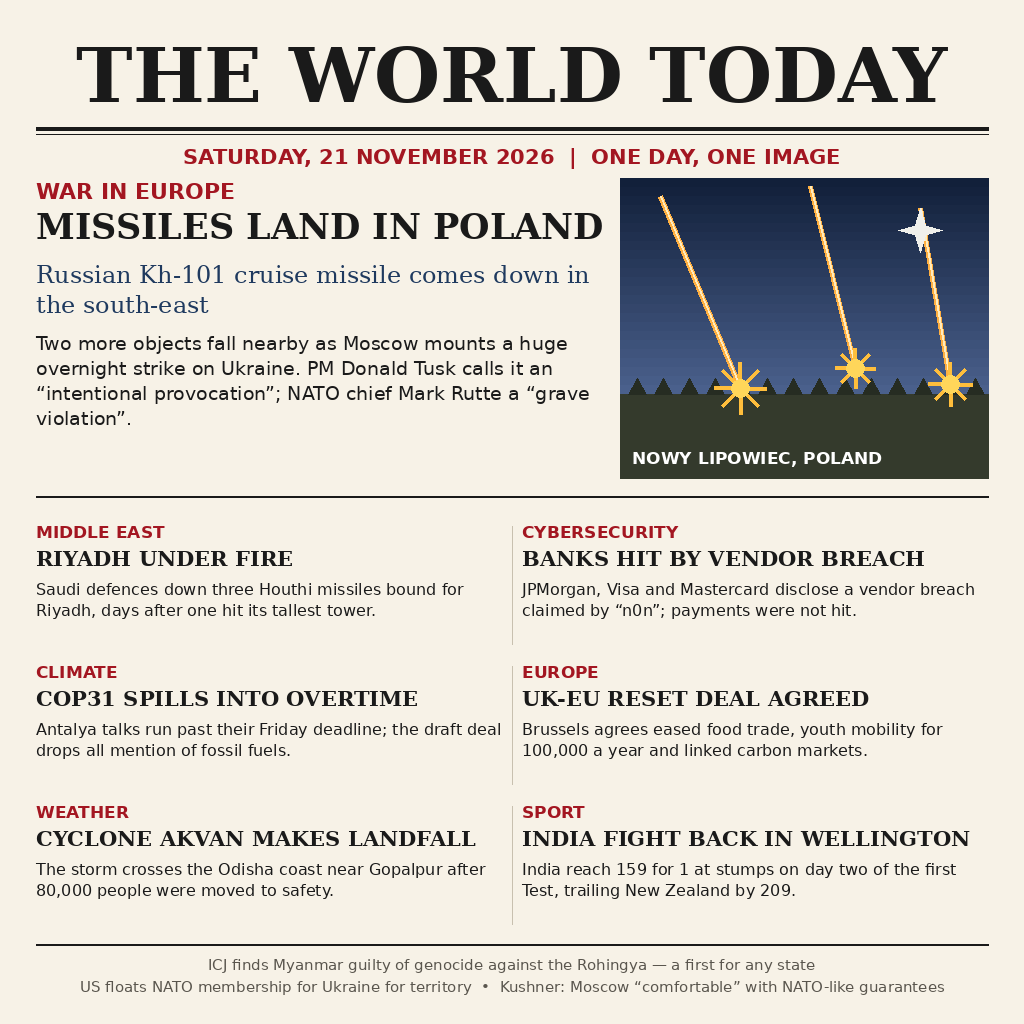 THE WORLD TODAY
SATURDAY, 21 NOVEMBER 2026 | ONE DAY, ONE IMAGE
WAR IN EUROPE
MISSILES LAND IN POLAND
Russian Kh-101 cruise missile comes down in
the south-east
Two more objects fall nearby as Moscow mounts a huge
overnight strike on Ukraine. PM Donald Tusk calls it an
“intentional provocation”; NATO chief Mark Rutte a “grave
violation”.
NOWY LIPOWIEC, POLAND
MIDDLE EAST
RIYADH UNDER FIRE
Saudi defences down three Houthi missiles bound for
Riyadh, days after one hit its tallest tower.
CYBERSECURITY
BANKS HIT BY VENDOR BREACH
JPMorgan, Visa and Mastercard disclose a vendor breach
claimed by “n0n”; payments were not hit.
CLIMATE
COP31 SPILLS INTO OVERTIME
Antalya talks run past their Friday deadline; the draft deal
drops all mention of fossil fuels.
EUROPE
UK-EU RESET DEAL AGREED
Brussels agrees eased food trade, youth mobility for
100,000 a year and linked carbon markets.
WEATHER
CYCLONE AKVAN MAKES LANDFALL
The storm crosses the Odisha coast near Gopalpur after
80,000 people were moved to safety.
SPORT
INDIA FIGHT BACK IN WELLINGTON
India reach 159 for 1 at stumps on day two of the first
Test, trailing New Zealand by 209.
ICJ finds Myanmar guilty of genocide against the Rohingya — a first for any state
US floats NATO membership for Ukraine for territory • Kushner: Moscow “comfortable” with NATO-like guarantees